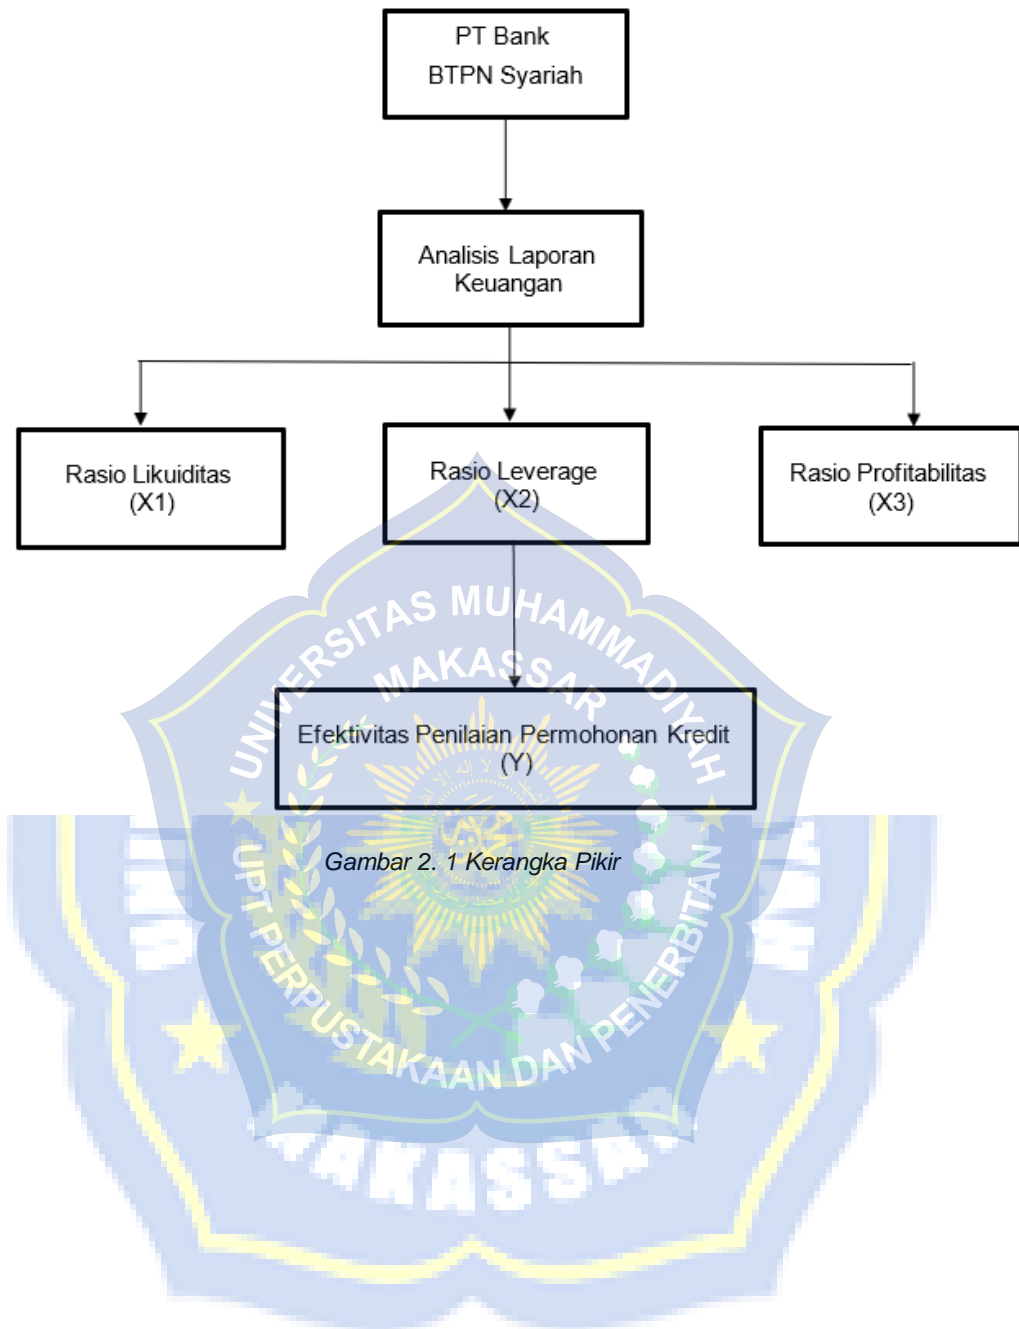 PT Bank
BTPN Syariah
Analisis Laporan
Keuangan
Rasio Likuiditas
(X1)
Rasio Leverage
(X2)
Rasio Profitabilitas
(X3)
UNIVERSITAS MUHAMMADIYAH
MAKASSAR
Efektivitas Penilaian Permohonan Kredit
(Y)
Gambar 2. 1 Kerangka Pikir
UPT PERPUSTAKAAN DAN PENERBITAN
MAKASSAR